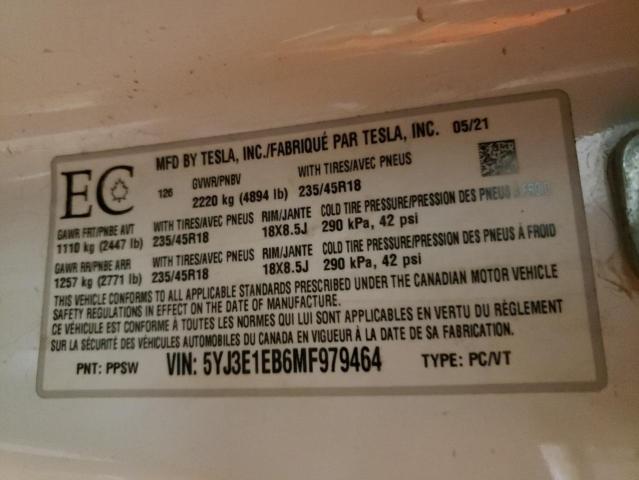 MFD BY TESLA, INC./FABRIQUÉ PAR TESLA, INC. 05/21
EC
126 GVWR/PNBV WITH TIRES/AVEC PNEUS
2220 kg (4894 lb) 235/45R18
GAWR FRT/PNBE AVT WITH TIRES/AVEC PNEUS RIM/JANTE COLD TIRE PRESSURE/PRESSION DES PNEUS À FROID
1110 kg (2447 lb) 235/45R18 18X8.5J 290 kPa, 42 psi
GAWR RR/PNBE ARR WITH TIRES/AVEC PNEUS RIM/JANTE COLD TIRE PRESSURE/PRESSION DES PNEUS À FROID
1257 kg (2771 lb) 235/45R18 18X8.5J 290 kPa, 42 psi
THIS VEHICLE CONFORMS TO ALL APPLICABLE STANDARDS PRESCRIBED UNDER THE CANADIAN MOTOR VEHICLE
SAFETY REGULATIONS IN EFFECT ON THE DATE OF MANUFACTURE.
CE VÉHICULE EST CONFORME À TOUTES LES NORMES QUI LUI SONT APPLICABLES EN VERTU DU RÈGLEMENT
SUR LA SÉCURITÉ DES VÉHICULES AUTOMOBILES DU CANADA EN VIGUEUR À LA DATE DE SA FABRICATION.
PNT: PPSW VIN: 5YJ3E1EB6MF979464 TYPE: PC/VT